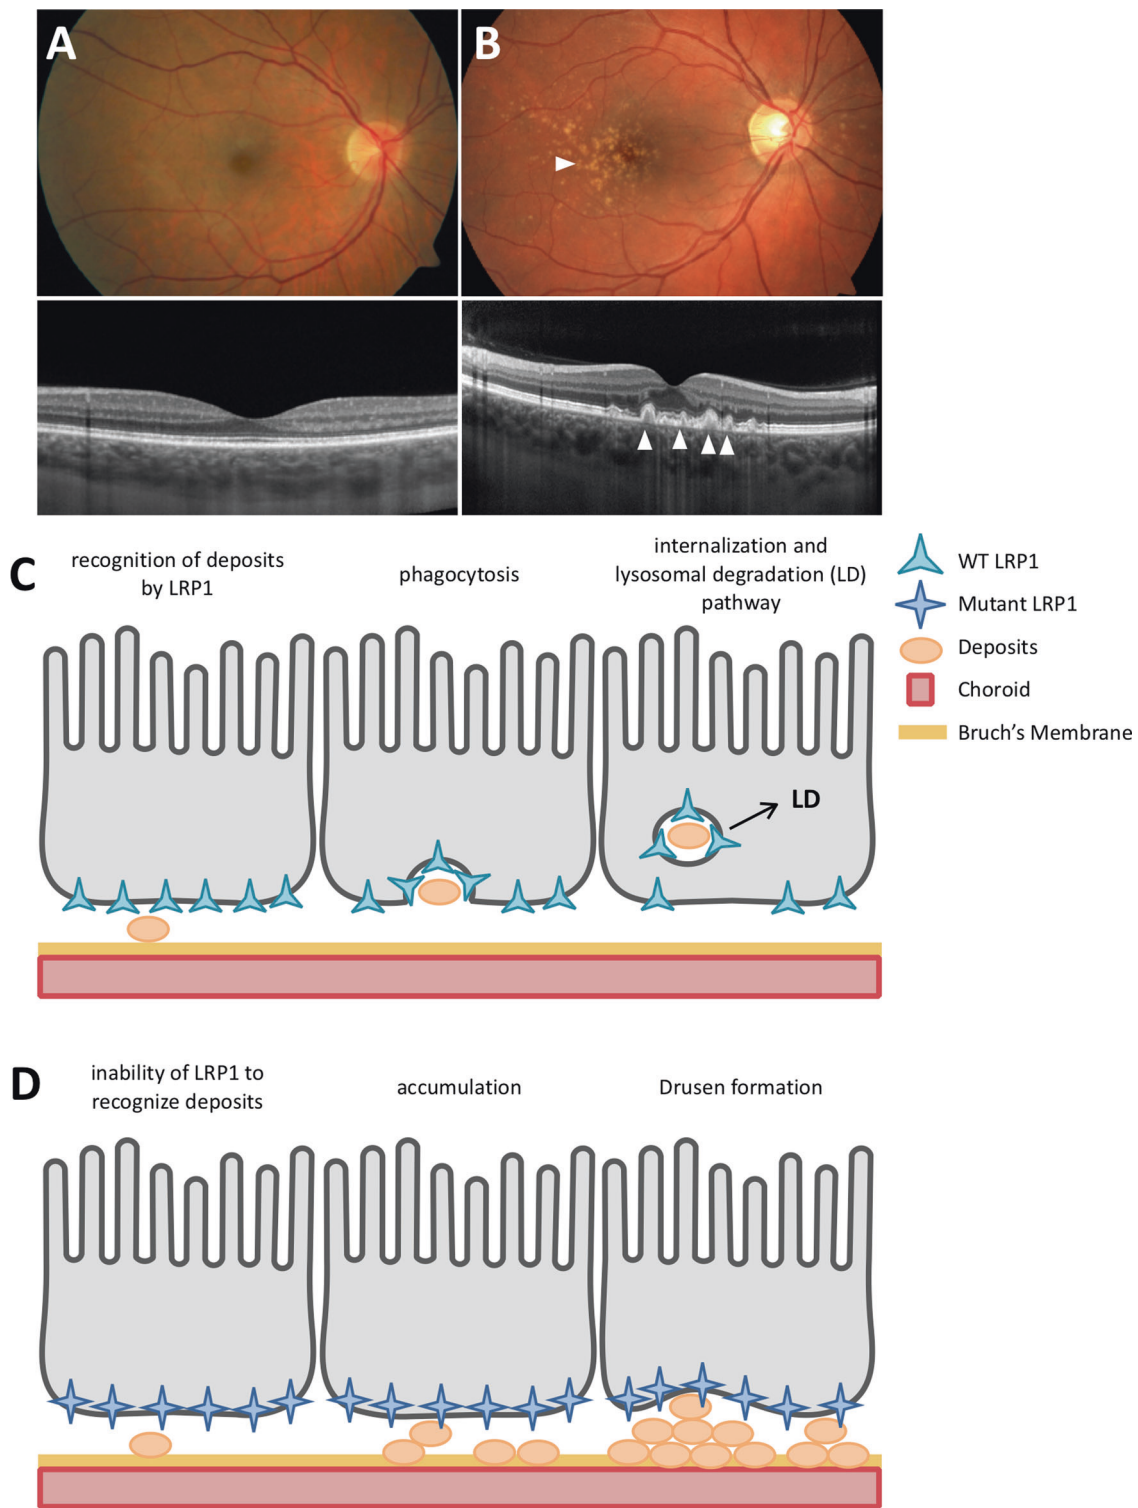 A
B
C
recognition of deposits
by LRP1
phagocytosis
internalization and
lysosomal degradation (LD)
pathway
WT LRP1
Mutant LRP1
Deposits
Choroid
Bruch's Membrane
LD
D
inability of LRP1 to
recognize deposits
accumulation
Drusen formation